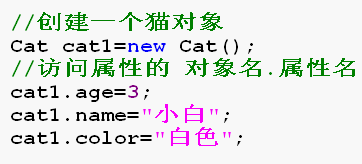 //创建一个猫对象
Cat cat1=new Cat();
//访问属性的 对象名.属性名
cat1.age=3;
cat1.name="小白";
cat1.color="白色";